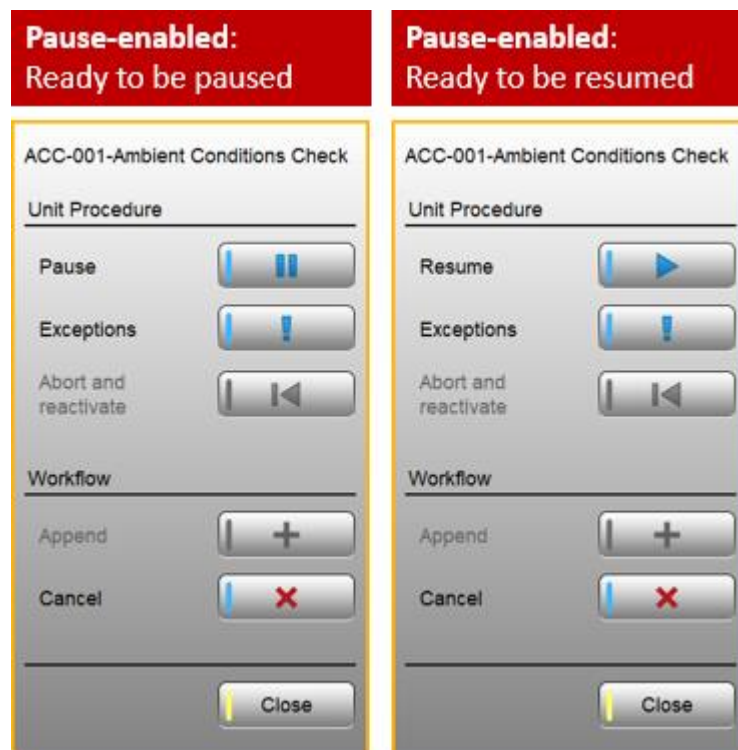 Pause-enabled:
Ready to be paused
ACC-001-Ambient Conditions Check
Unit Procedure
Pause
Exceptions
Abort and
reactivate
Workflow
Append
Cancel
Close
Pause-enabled:
Ready to be resumed
ACC-001-Ambient Conditions Check
Unit Procedure
Resume
Exceptions
Abort and
reactivate
Workflow
Append
Cancel
Close